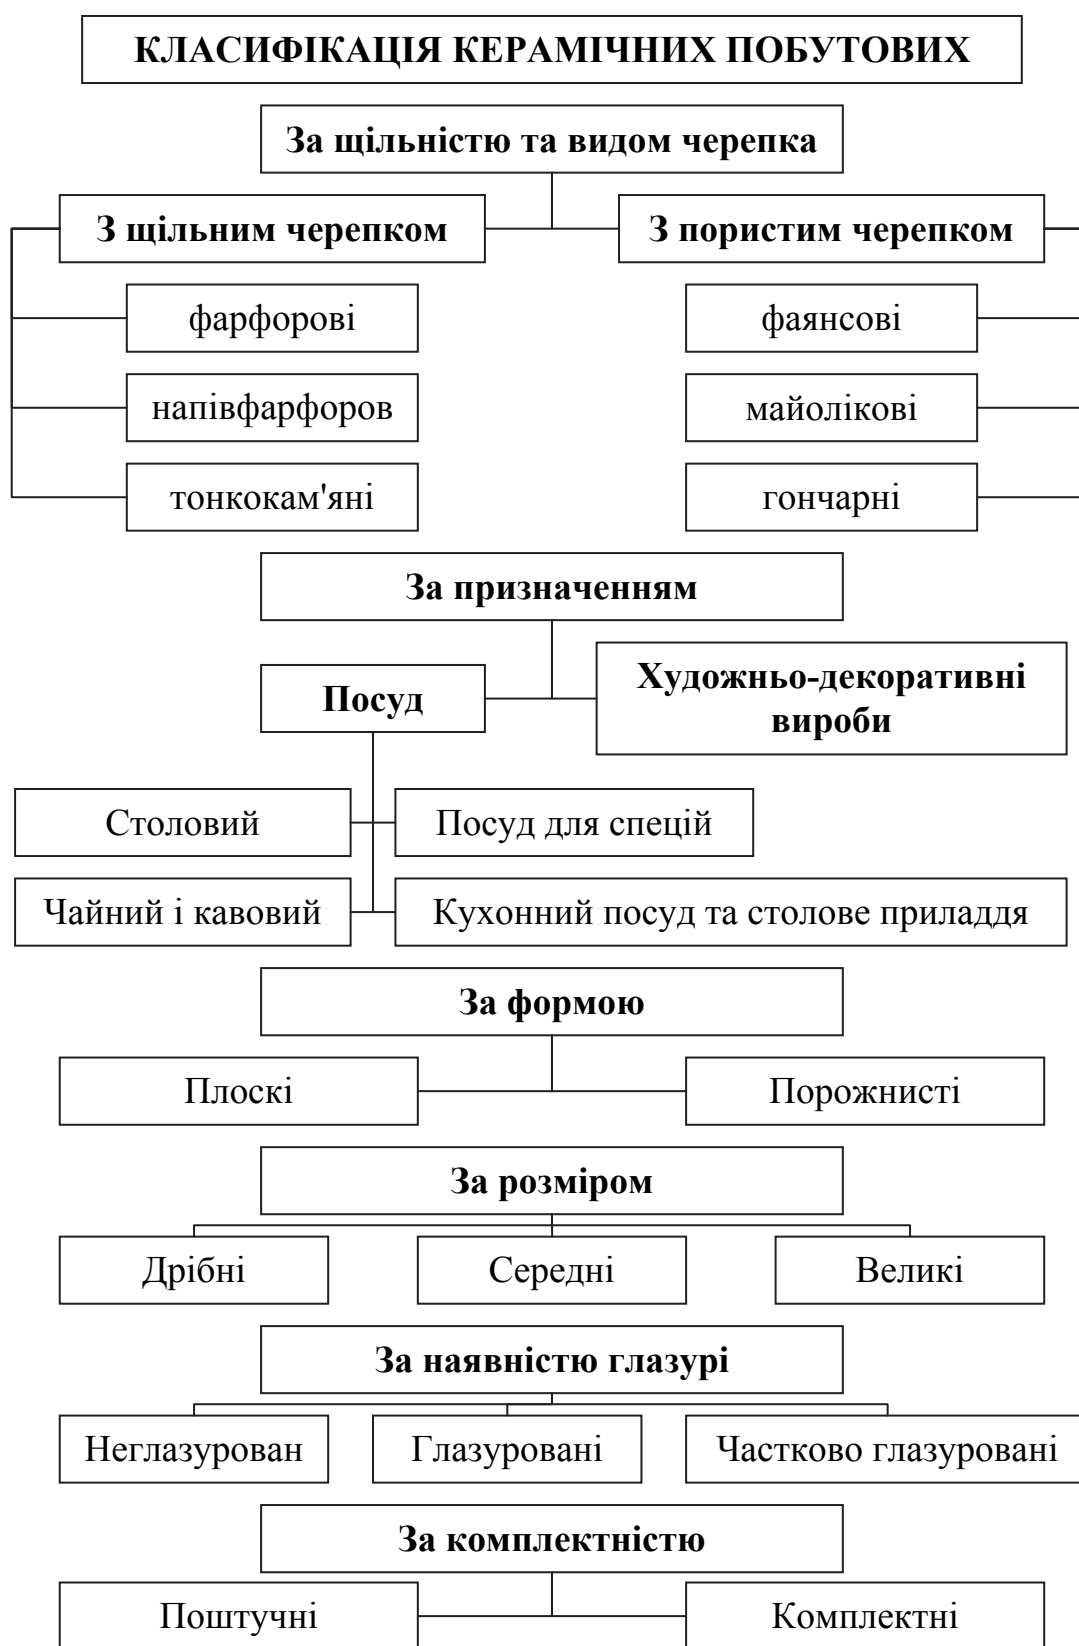 КЛАСИФІКАЦІЯ КЕРАМІЧНИХ ПОБУТОВИХ
За щільністю та видом черепка
З щільним черепком
З пористим черепком
фарфорові
фаянсові
напівфарфоров
майолікові
тонкокам'яні
гончарні
За призначенням
Посуд
Художньо-декоративні
вироби
Столовий
Посуд для спецій
Чайний і кавовий
Кухонний посуд та столове приладдя
За формою
Плоскі
Порожнисті
За розміром
Дрібні
Середні
Великі
За наявністю глазурі
Неглазурован
Глазуровані
Частково глазуровані
За комплектністю
Поштучні
Комплектні